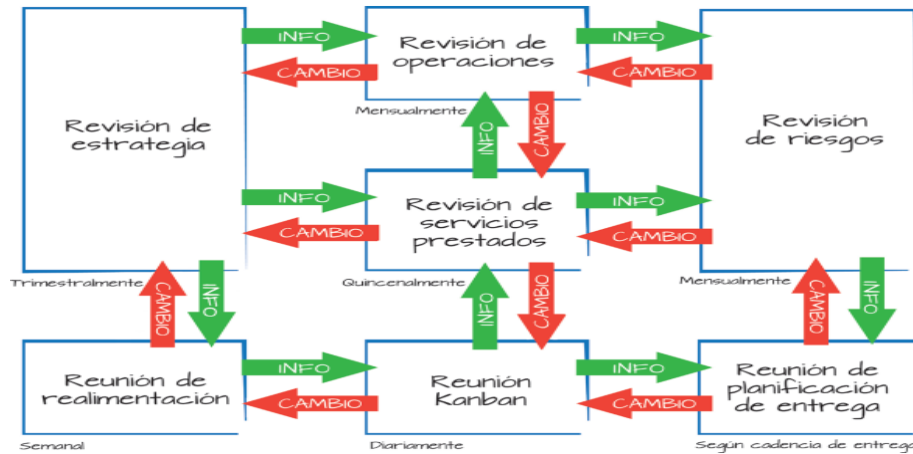 INFO
INFO
Revisión de
operaciones
CAMBIO
CAMBIO
Mensualmente
Revisión de
estrategia
INFO
CAMBIO
Revisión
de riesgos
INFO
INFO
Revisión de
servicios
prestados
CAMBIO
CAMBIO
Trimestralmente
Quincenalmente
Mensualmente
CAMBIO
INFO
INFO
CAMBIO
CAMBIO
INFO
INFO
INFO
Reunión de
realimentación
Reunión
Kanban
Reunión de
planificación
de entrega
CAMBIO
CAMBIO
Semanal
Diariamente
Según cadencia de entrega